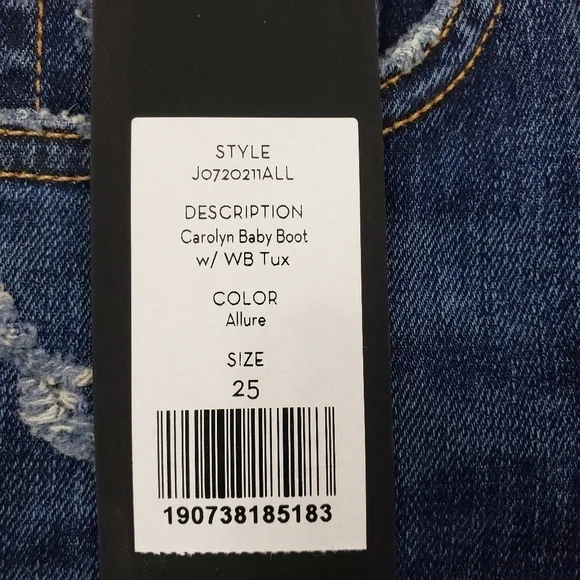 STYLE
J0720211ALL
DESCRIPTION
Carolyn Baby Boot
w/ WB Tux
COLOR
Allure
SIZE
25
190738185183